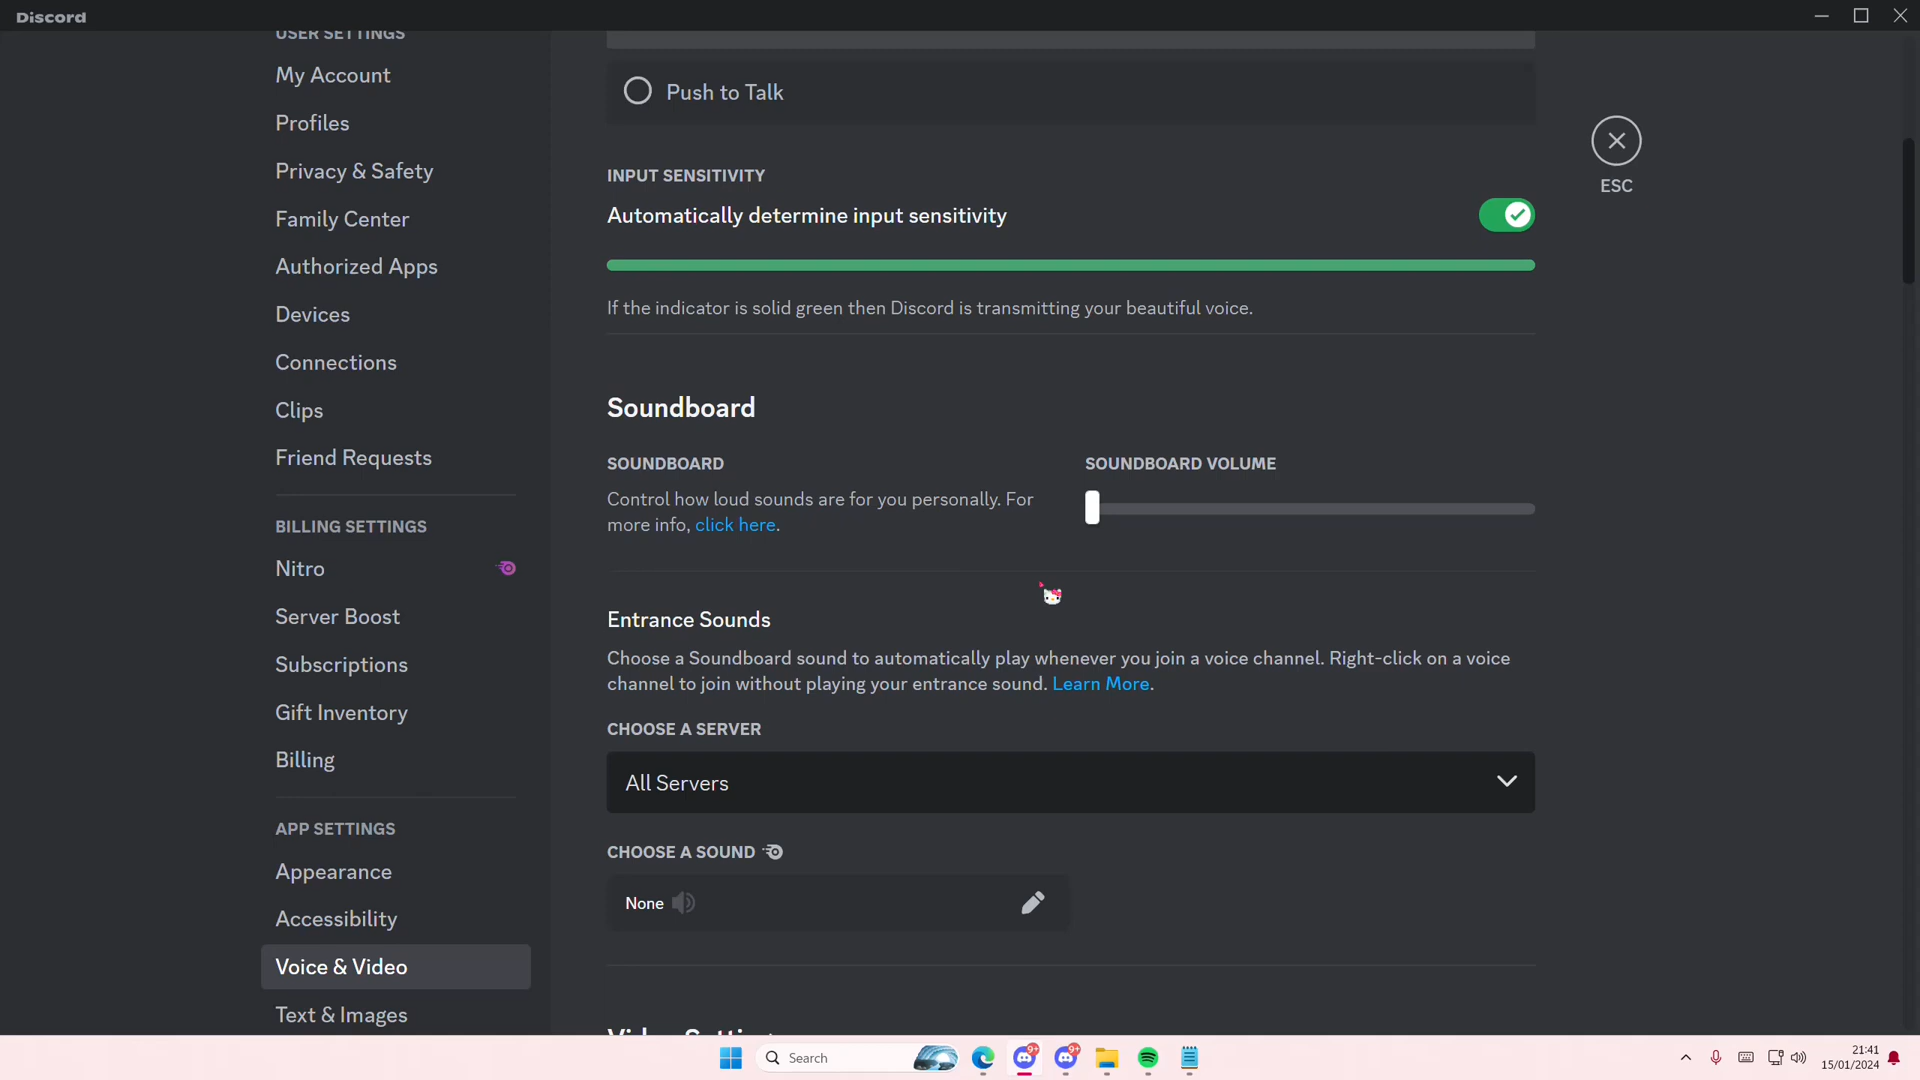 Discord
USER SETTINGS
My Account
Profiles
Privacy & Safety
Family Center
Authorized Apps
Devices
Connections
Clips
Friend Requests
BILLING SETTINGS
Nitro
Server Boost
Subscriptions
Gift Inventory
Billing
APP SETTINGS
Appearance
Accessibility
Voice & Video
Text & Images
Push to Talk
INPUT SENSITIVITY
Automatically determine input sensitivity
If the indicator is solid green then Discord is transmitting your beautiful voice.
Soundboard
SOUNDBOARD
Control how loud sounds are for you personally. For
more info, click here.
SOUNDBOARD VOLUME
Entrance Sounds
Choose a Soundboard sound to automatically play whenever you join a voice channel. Right-click on a voice
channel to join without playing your entrance sound. Learn More.
CHOOSE A SERVER
All Servers
CHOOSE A SOUND
None
ESC
Search
9+
9+
21:41
15/01/2024